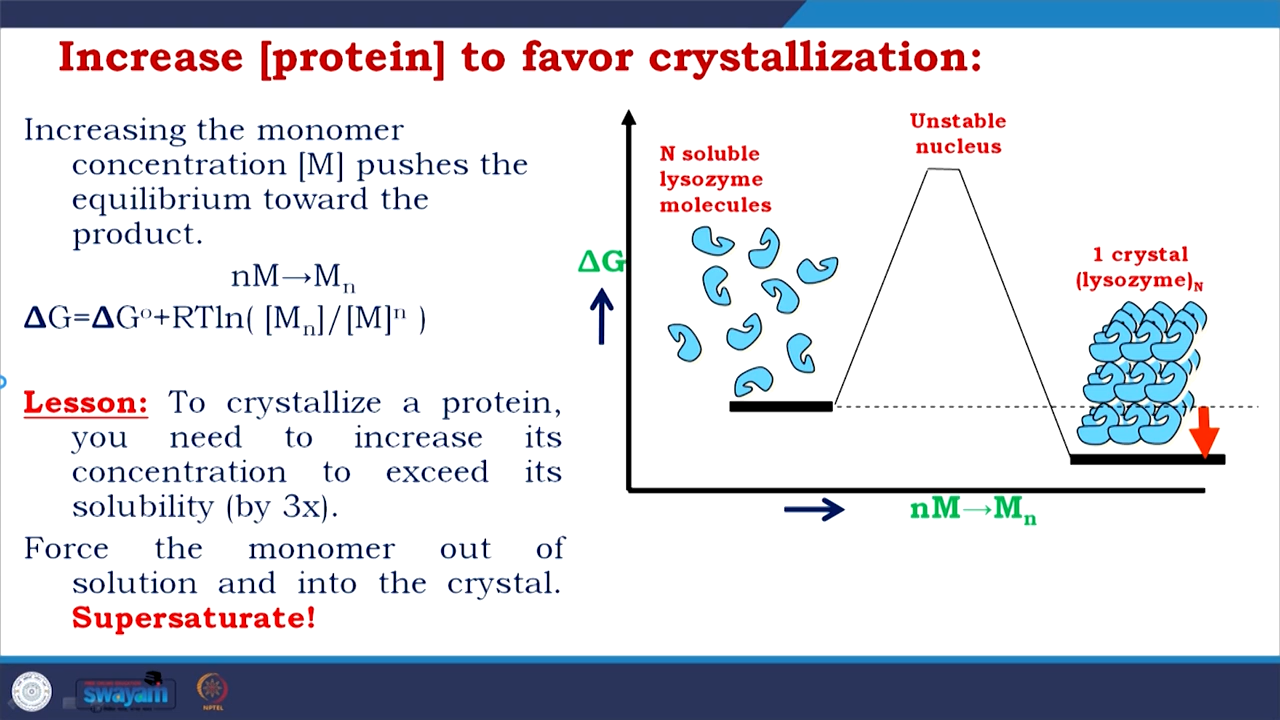 Increase [protein] to favor crystallization:
Increasing the monomer
concentration [M] pushes the
equilibrium toward the
product.
nM→Mₙ
ΔG=ΔGᵒ+RTln( [Mₙ]/[M]ⁿ )
Lesson: To crystallize a protein,
you need to increase its
concentration to exceed its
solubility (by 3x).
Force the monomer out of
solution and into the crystal.
Supersaturate!
Unstable
nucleus
N soluble
lysozyme
molecules
ΔG
1 crystal
(lysozyme)N
nM→Mₙ
swayam
NPTEL